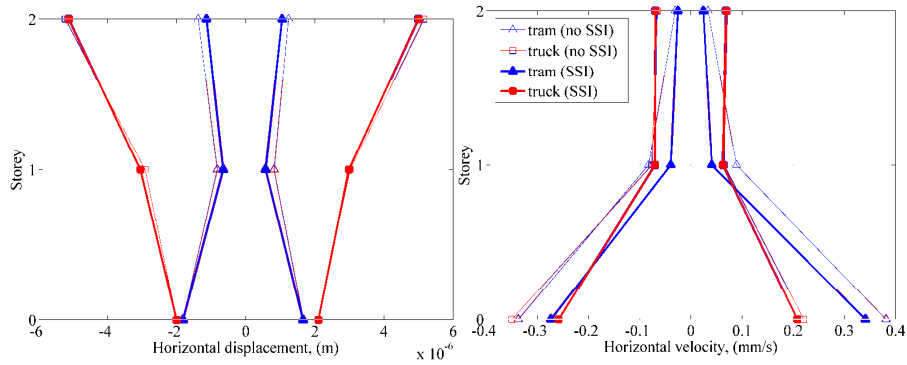 2
1
0
Storey
-6
-4
-2
0
2
4
6
Horizontal displacement, (m)
x 10^-6
tram (no SSI)
truck (no SSI)
tram (SSI)
truck (SSI)
2
1
0
Storey
-0.4
-0.3
-0.2
-0.1
0
0.1
0.2
0.3
0.4
Horizontal velocity, (mm/s)